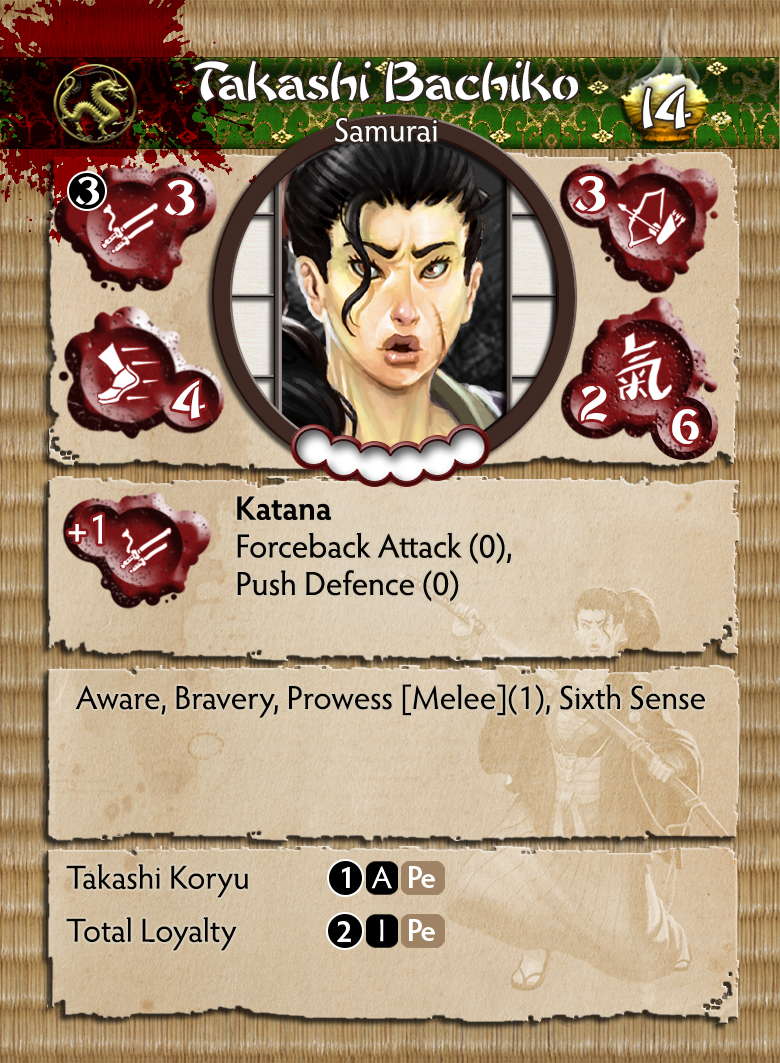 Takashi Bachiko
14
Samurai
3 3
3
4
氣
2 6
+1
Katana
Forceback Attack (0),
Push Defence (0)
Aware, Bravery, Prowess [Melee](1), Sixth Sense
Takashi Koryu 1 A Pe
Total Loyalty 2 I Pe